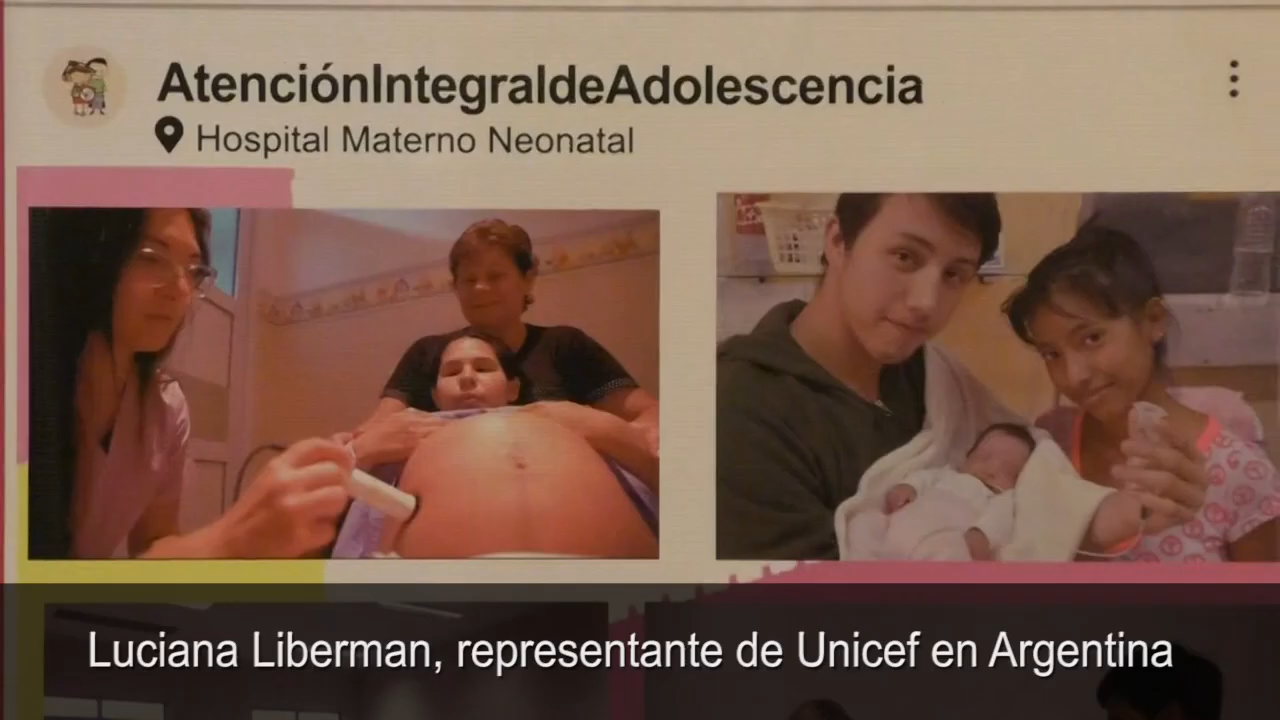 AtenciónIntegraldeAdolescencia
Hospital Materno Neonatal
Luciana Liberman, representante de Unicef en Argentina